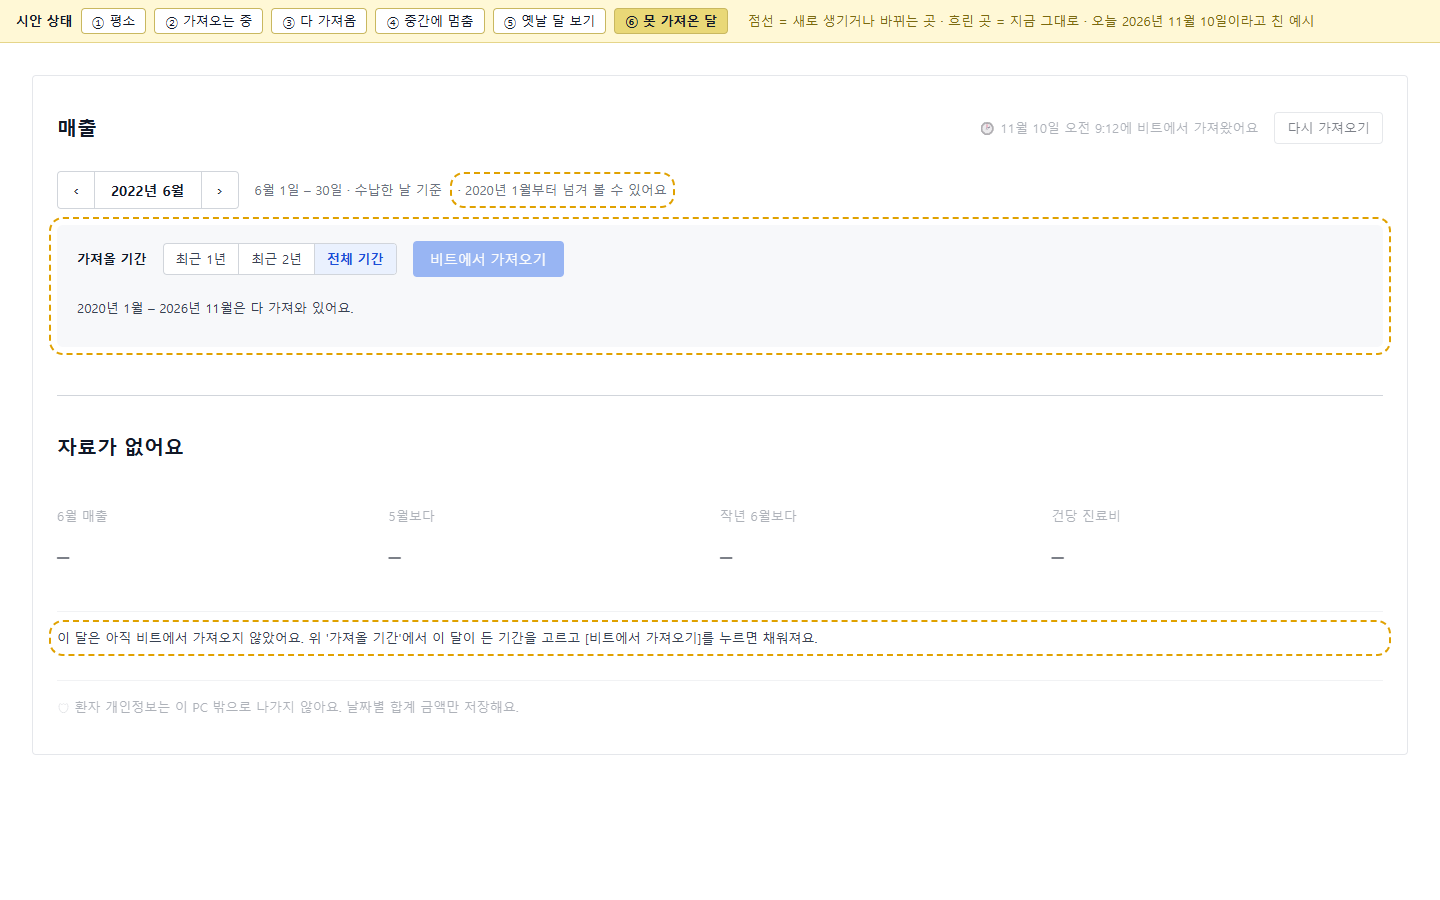 시안 상태 ① 평소 ② 가져오는 중 ③ 다 가져옴 ④ 중간에 멈춤 ⑤ 옛날 달 보기 ⑥ 못 가져온 달 점선 = 새로 생기거나 바뀌는 곳 · 흐린 곳 = 지금 그대로 · 오늘 2026년 11월 10일이라고 친 예시
매출 11월 10일 오전 9:12에 비트에서 가져왔어요 다시 가져오기
‹ 2022년 6월 › 6월 1일 – 30일 · 수납한 날 기준 · 2020년 1월부터 넘겨 볼 수 있어요
가져올 기간 최근 1년 최근 2년 전체 기간 비트에서 가져오기
2020년 1월 – 2026년 11월은 다 가져와 있어요.
자료가 없어요
6월 매출 5월보다 작년 6월보다 건당 진료비
– – – –
이 달은 아직 비트에서 가져오지 않았어요. 위 '가져올 기간'에서 이 달이 든 기간을 고르고 [비트에서 가져오기]를 누르면 채워져요.
환자 개인정보는 이 PC 밖으로 나가지 않아요. 날짜별 합계 금액만 저장해요.